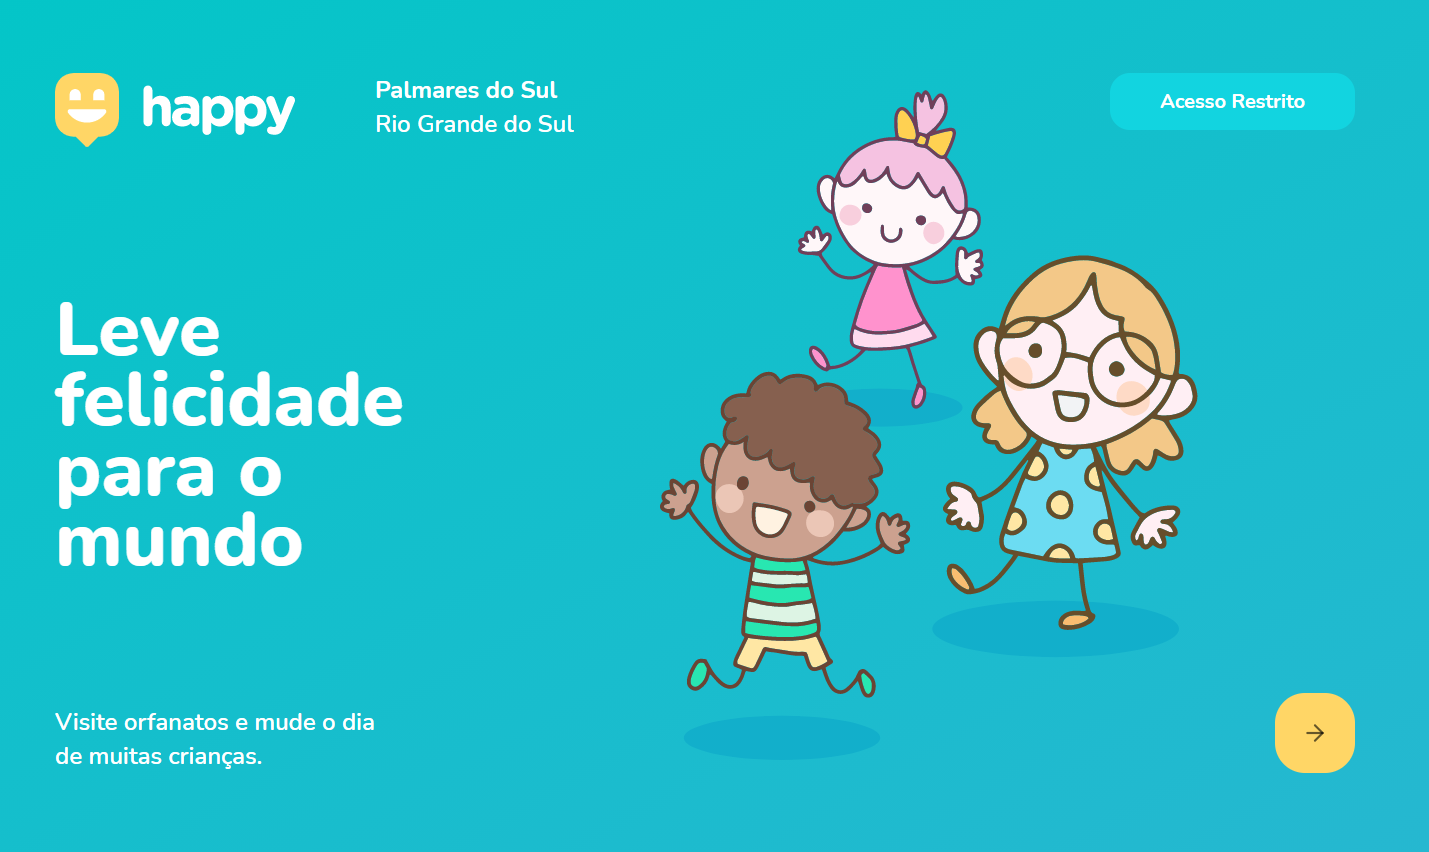 happy
Palmares do Sul
Rio Grande do Sul
Acesso Restrito
Leve
felicidade
para o
mundo
Visite orfanatos e mude o dia
de muitas crianças.